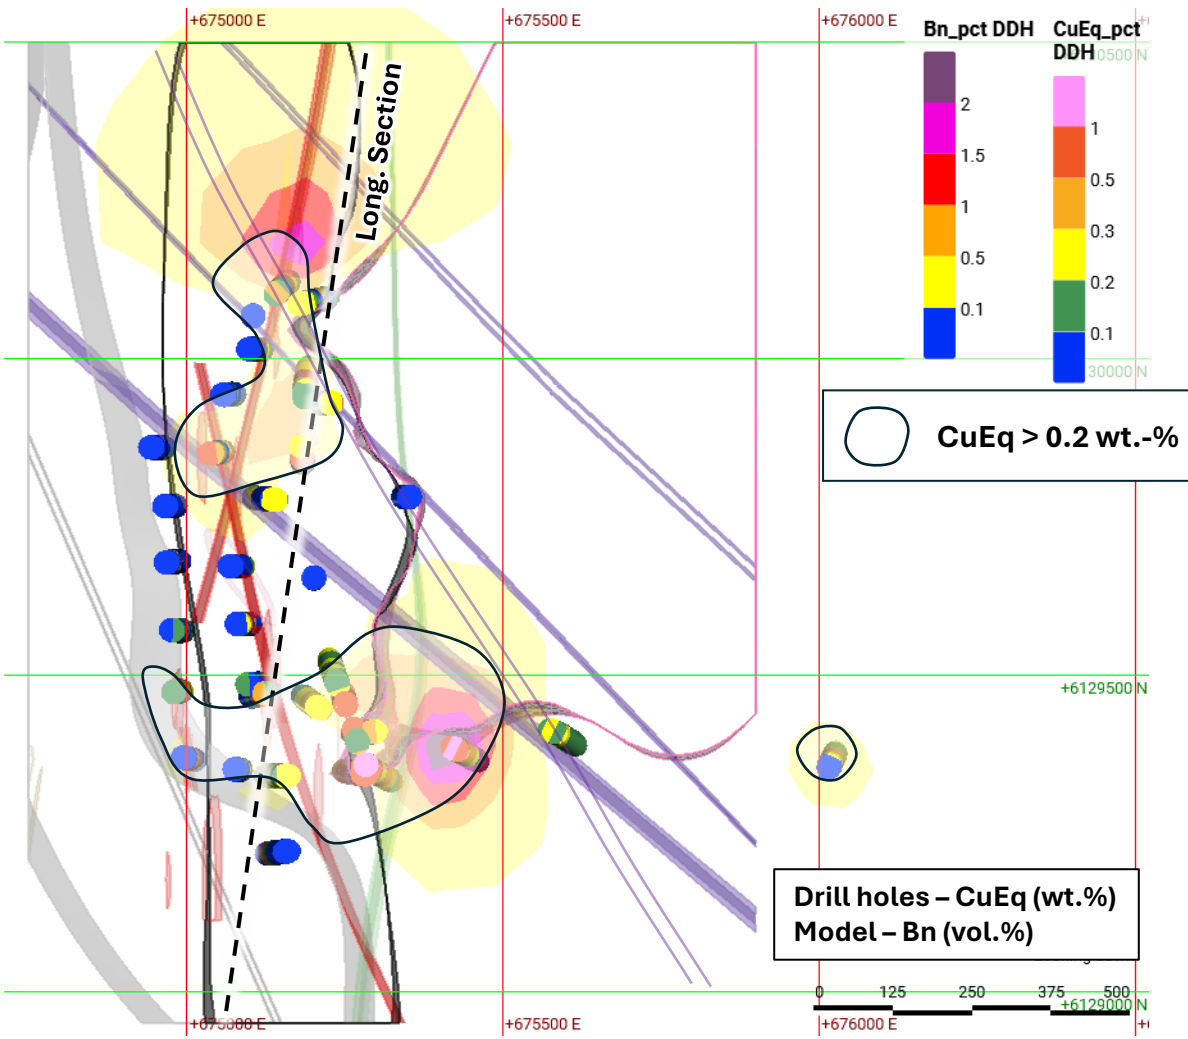 +675000 E
+675500 E
+676000 E
Bn_pct DDH
CuEq_pct
DDH
0500 N
2
1.5
1
0.5
0.1
1
0.5
0.3
0.2
0.1
Long. Section
30000 N
CuEq > 0.2 wt.-%
+6129500 N
Drill holes – CuEq (wt.%)
Model – Bn (vol.%)
0
125
250
375
500
+6129000 N
+675000 E
+675500 E
+676000 E